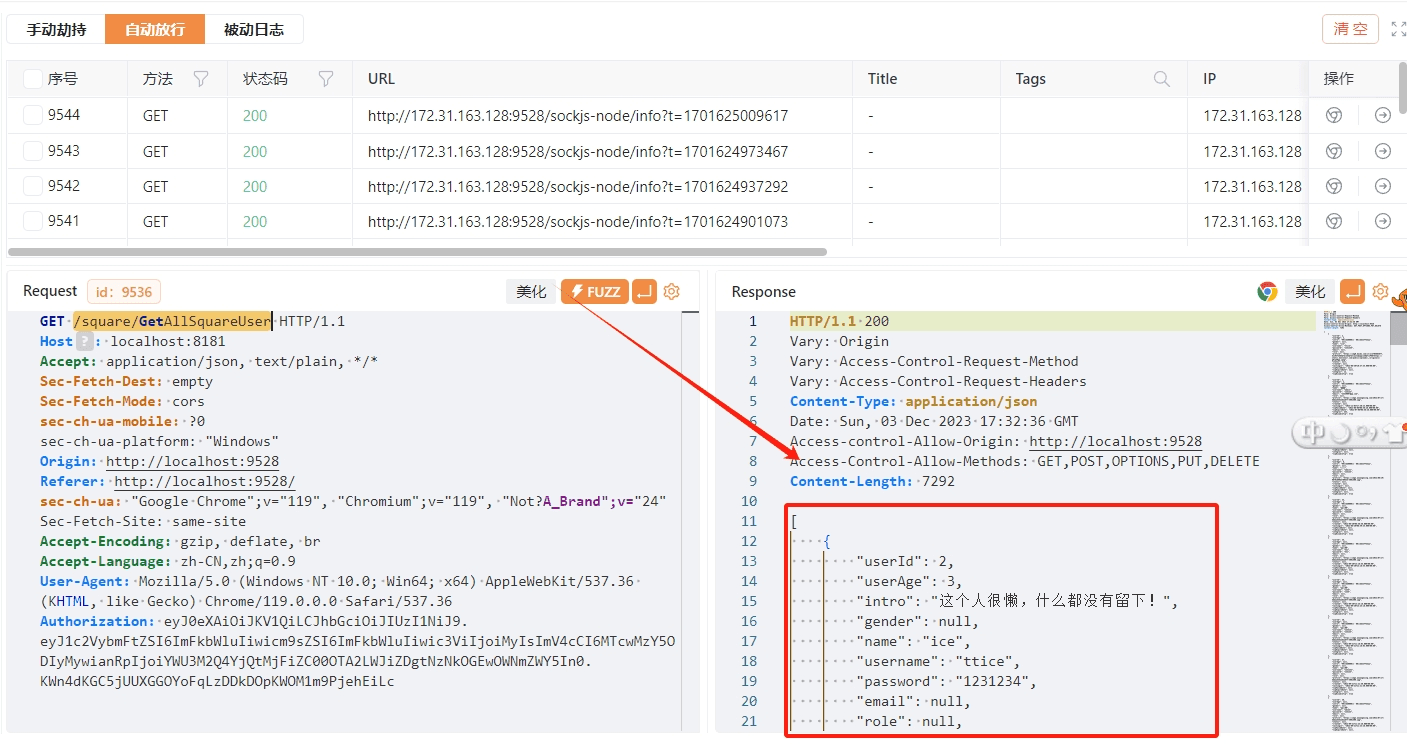 手动劫持 自动放行 被动日志 清 空
序号 方法 状态码 URL Title Tags IP 操作
9544 GET 200 http://172.31.163.128:9528/sockjs-node/info?t=1701625009617 - 172.31.163.128
9543 GET 200 http://172.31.163.128:9528/sockjs-node/info?t=1701624973467 - 172.31.163.128
9542 GET 200 http://172.31.163.128:9528/sockjs-node/info?t=1701624937292 - 172.31.163.128
9541 GET 200 http://172.31.163.128:9528/sockjs-node/info?t=1701624901073 - 172.31.163.128
Request id: 9536 美化 FUZZ
GET /square/GetAllSquareUser HTTP/1.1
Host ? : localhost:8181
Accept: application/json, text/plain, */*
Sec-Fetch-Dest: empty
Sec-Fetch-Mode: cors
sec-ch-ua-mobile: ?0
sec-ch-ua-platform: "Windows"
Origin: http://localhost:9528
Referer: http://localhost:9528/
sec-ch-ua: "Google Chrome";v="119", "Chromium";v="119", "Not?A_Brand";v="24"
Sec-Fetch-Site: same-site
Accept-Encoding: gzip, deflate, br
Accept-Language: zh-CN,zh;q=0.9
User-Agent: Mozilla/5.0 (Windows NT 10.0; Win64; x64) AppleWebKit/537.36
(KHTML, like Gecko) Chrome/119.0.0.0 Safari/537.36
Authorization: eyJ0eXAiOiJKV1QiLCJhbGciOiJIUzI1NiJ9.
eyJ1c2VybmFtZSI6ImFkbWluIiwicm9sZSI6ImFkbWluIiwic3ViIjoiMyIsImV4cCI6MTcwMzY5O
DIyMywianRpIjoiYWU3M2Q4YjQtMjFiZC00OTA2LWJiZDgtNzNkOGEwOWNmZWY5In0.
KWn4dKGC5jUUXGGOYoFqLzDDkDOpKWOM1m9PjehEiLc
Response 美化
1 HTTP/1.1 200
2 Vary: Origin
3 Vary: Access-Control-Request-Method
4 Vary: Access-Control-Request-Headers
5 Content-Type: application/json
6 Date: Sun, 03 Dec 2023 17:32:36 GMT
7 Access-control-Allow-Origin: http://localhost:9528
8 Access-Control-Allow-Methods: GET,POST,OPTIONS,PUT,DELETE
9 Content-Length: 7292
10
11 [
12 {
13 "userId": 2,
14 "userAge": 3,
15 "intro": "这个人很懒，什么都没有留下！",
16 "gender": null,
17 "name": "ice",
18 "username": "ttice",
19 "password": "1231234",
20 "email": null,
21 "role": null,
中